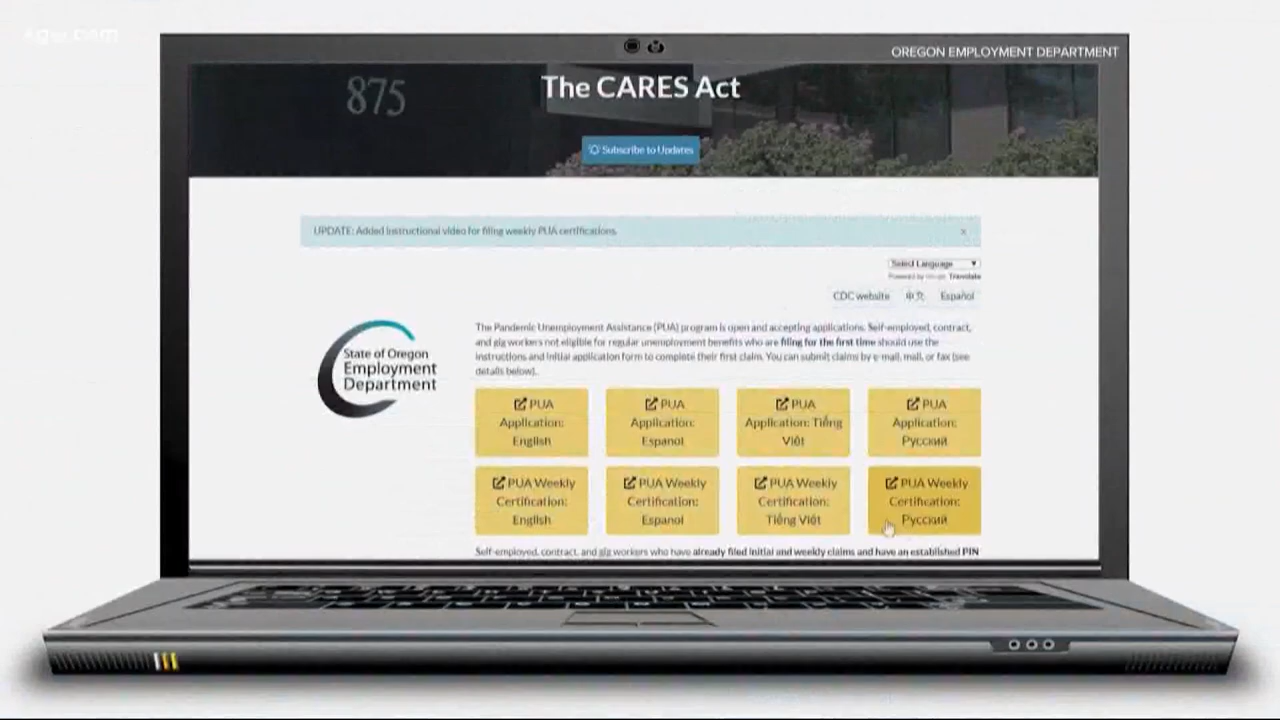 kgw.com
OREGON EMPLOYMENT DEPARTMENT
875
The CARES Act
Subscribe to Updates
UPDATE: Added instructional video for filing weekly PUA certifications.
×
Select Language
Powered by Translate
CDC website 中文 Español
State of Oregon
Employment
Department
The Pandemic Unemployment Assistance (PUA) program is open and accepting applications. Self-employed, contract,
and gig workers not eligible for regular unemployment benefits who are filing for the first time should use the
instructions and initial application form to complete their first claim. You can submit claims by e-mail, mail, or fax (see
details below).
PUA
Application:
English
PUA
Application:
Espanol
PUA
Application: Tiếng
Việt
PUA
Application:
Русский
PUA Weekly
Certification:
English
PUA Weekly
Certification:
Espanol
PUA Weekly
Certification:
Tiếng Việt
PUA Weekly
Certification:
Русский
Self-employed, contract, and gig workers who have already filed initial and weekly claims and have an established PIN